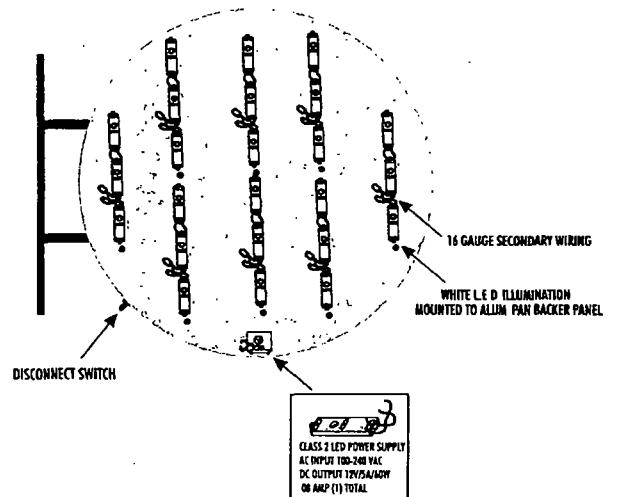 16 GAUGE SECONDARY WIRING
WHITE L.E D ILLUMINATION
MOUNTED TO ALUM PAN BACKER PANEL
DISCONNECT SWITCH
CLASS 2 LED POWER SUPPLY
AC INPUT 100-240 VAC
DC OUTPUT 12V/5A/60W
08 AMP (1) TOTAL